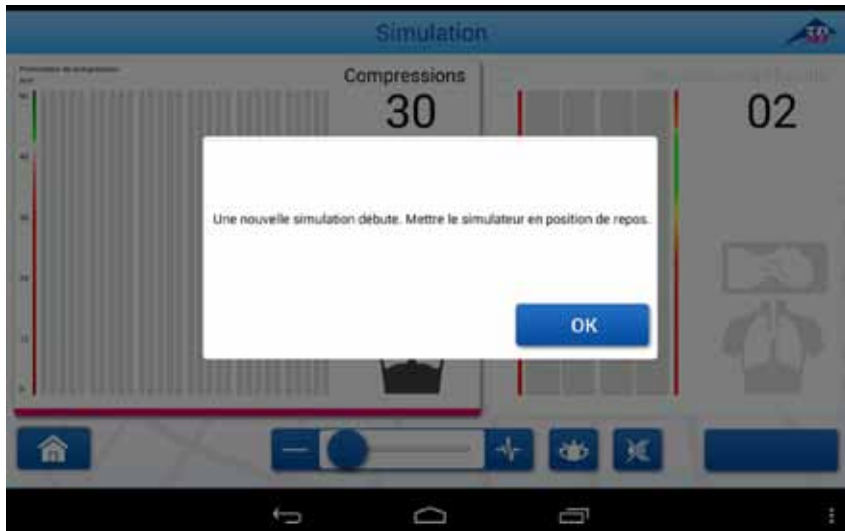 Simulation
Compressions
30
02
Une nouvelle simulation débute. Mettre le simulateur en position de repos.
OK